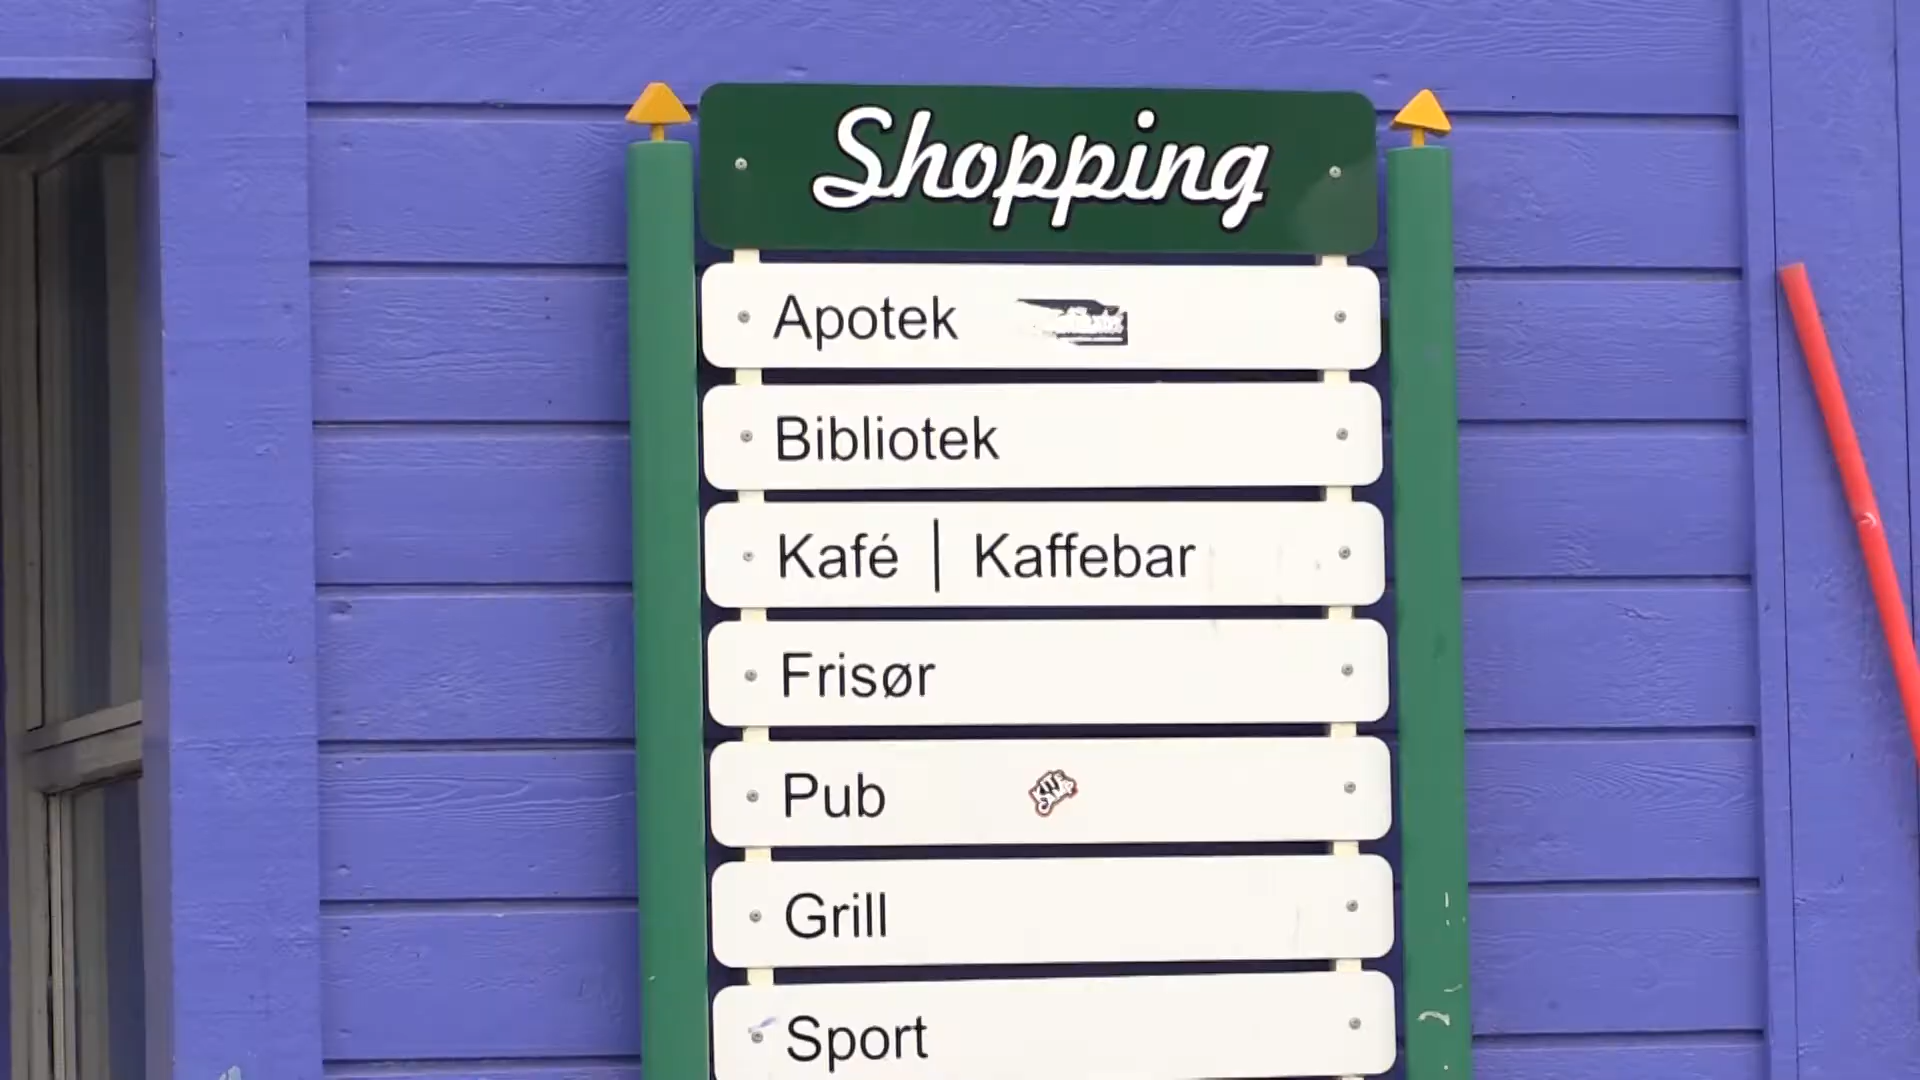 Shopping
Apotek
Bibliotek
Kafé | Kaffebar
Frisør
Pub
Grill
Sport